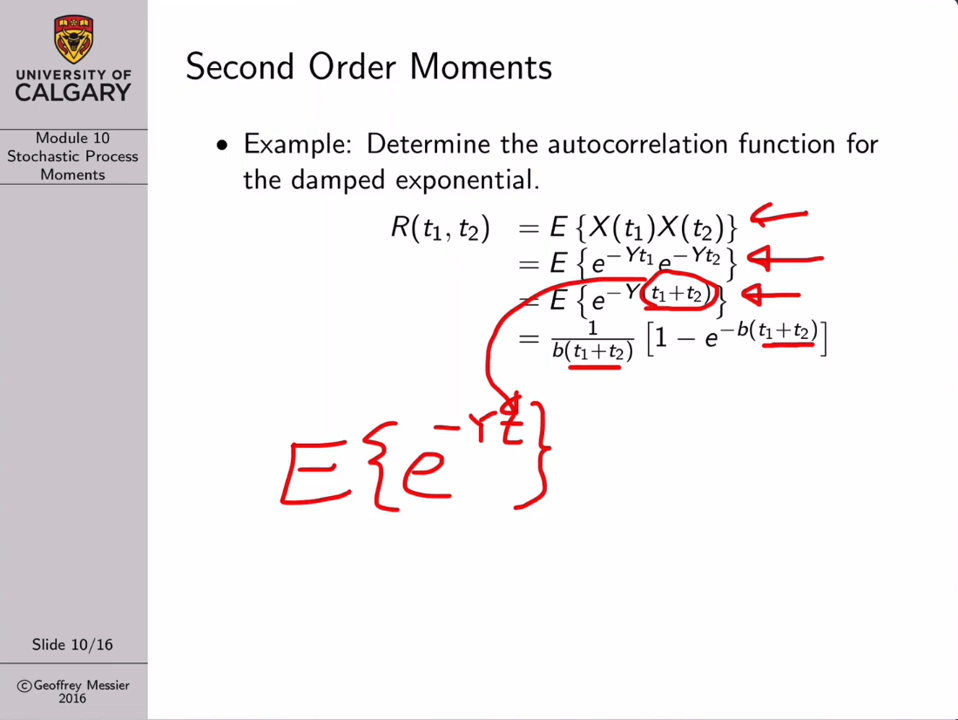 UNIVERSITY OF
CALGARY
Module 10
Stochastic Process
Moments
Second Order Moments
• Example: Determine the autocorrelation function for
the damped exponential.
R(t₁, t₂) = E {X(t₁)X(t₂)}
= E {e^{−Yt₁}e^{−Yt₂}}
= E {e^{−Y(t₁+t₂)}}
= \frac{1}{b(t₁+t₂)} [1 − e^{−b(t₁+t₂)}]
E{e^{−Yt}}
Slide 10/16
©Geoffrey Messier
2016